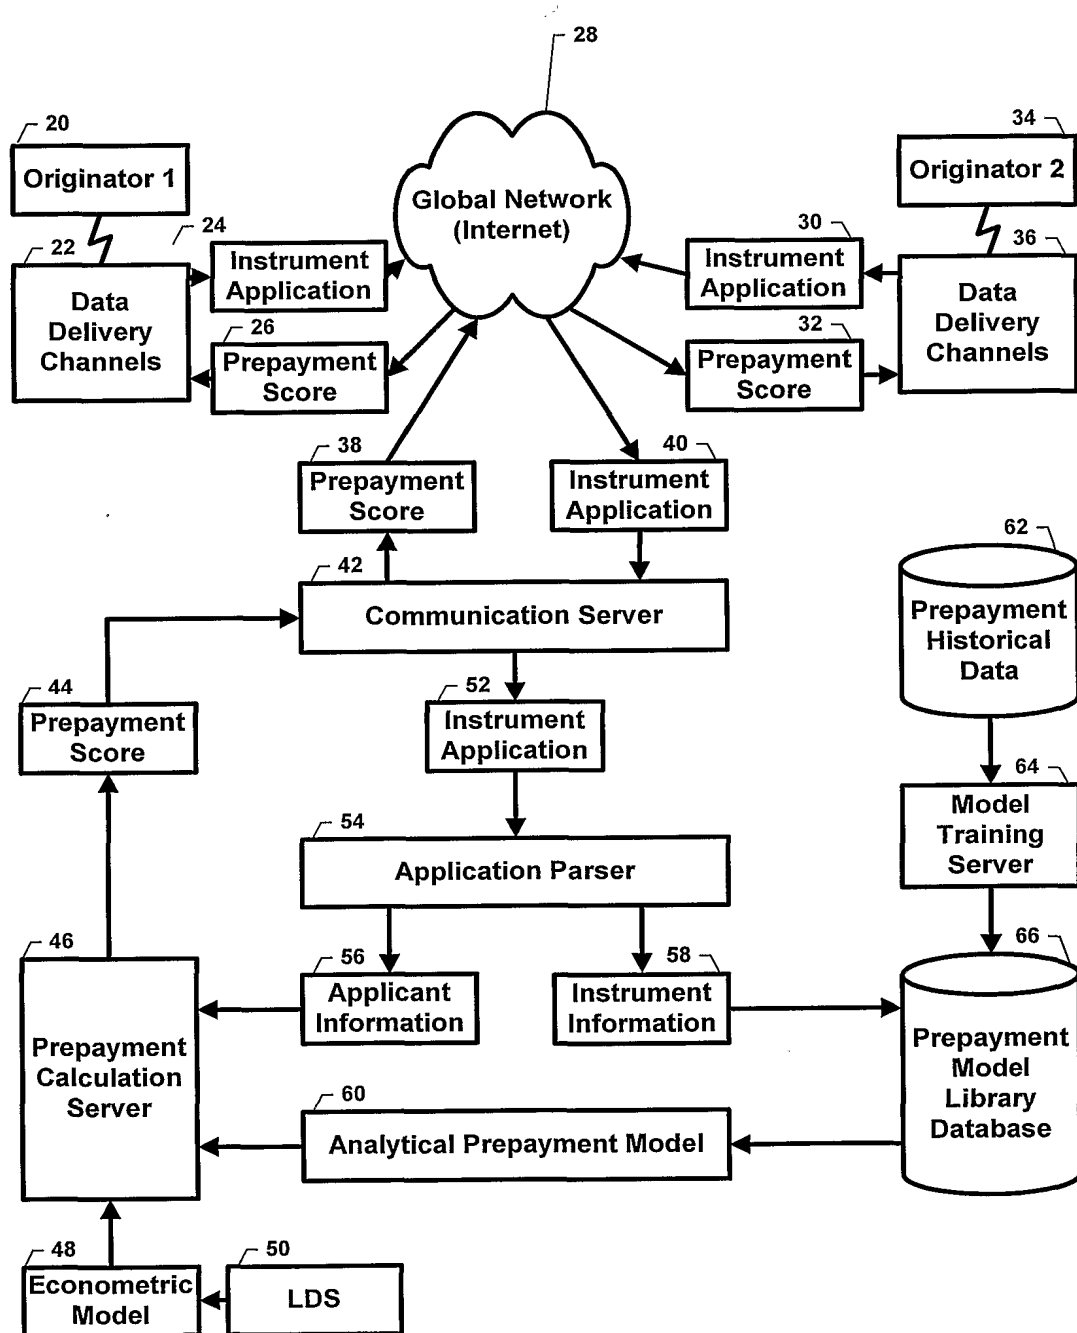 28
20
Originator 1
34
Originator 2
Global Network
(Internet)
24
22
Data
Delivery
Channels
Instrument
Application
26
Prepayment
Score
30
Instrument
Application
36
Data
Delivery
Channels
32
Prepayment
Score
38
Prepayment
Score
40
Instrument
Application
42
Communication Server
62
Prepayment
Historical
Data
44
Prepayment
Score
52
Instrument
Application
64
Model
Training
Server
54
Application Parser
46
Prepayment
Calculation
Server
56
Applicant
Information
58
Instrument
Information
66
Prepayment
Model
Library
Database
60
Analytical Prepayment Model
48
Econometric
Model
50
LDS